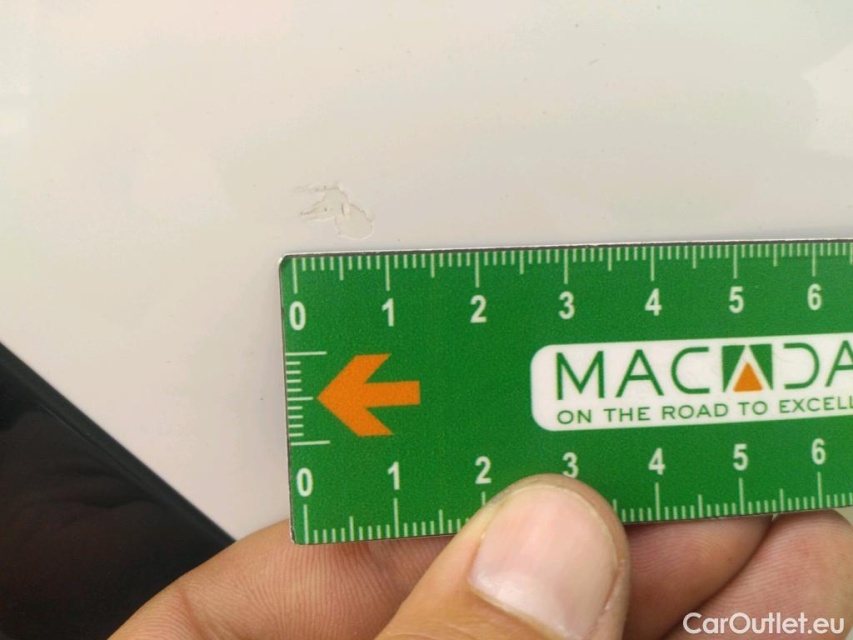 0 1 2 3 4 5 6
MACADA
ON THE ROAD TO EXCELL
0 1 2 3 4 5 6
CarOutlet.eu